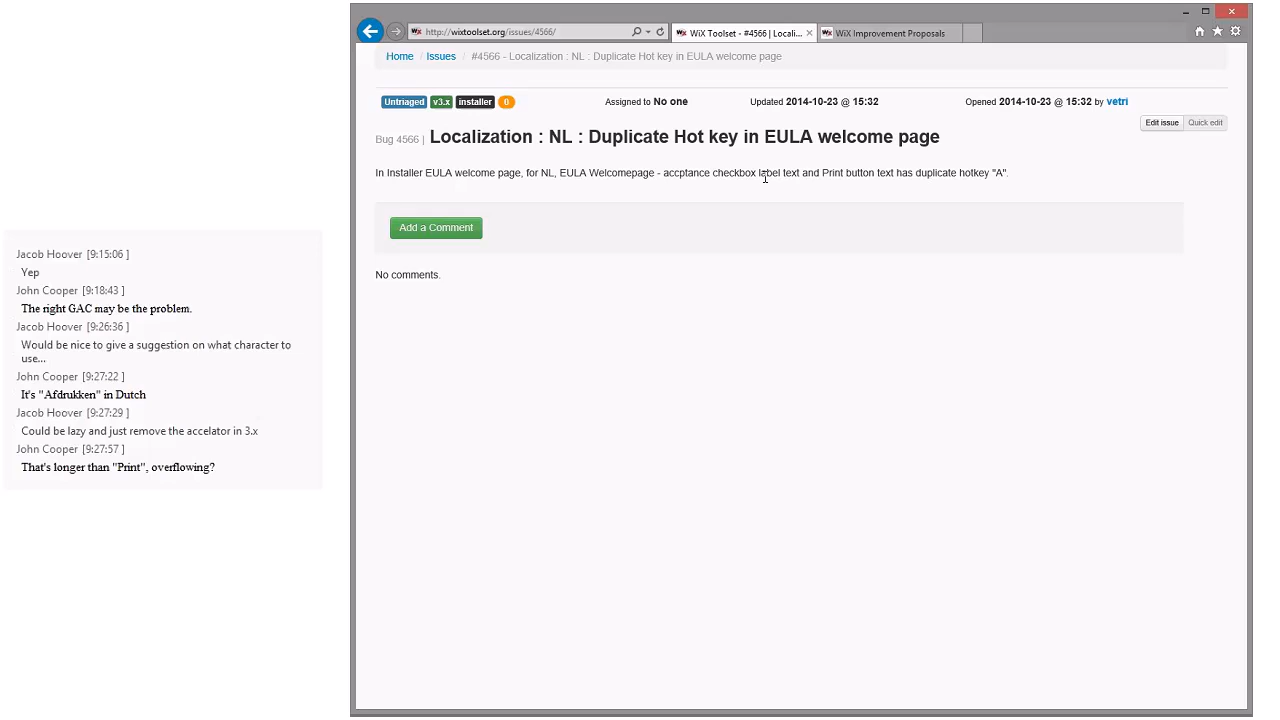 Jacob Hoover [9:15:06 ]
Yep
John Cooper [9:18:43 ]
The right GAC may be the problem.
Jacob Hoover [9:26:36 ]
Would be nice to give a suggestion on what character to
use...
John Cooper [9:27:22 ]
It's "Afdrukken" in Dutch
Jacob Hoover [9:27:29 ]
Could be lazy and just remove the accelator in 3.x
John Cooper [9:27:57 ]
That's longer than "Print", overflowing?
http://wixtoolset.org/issues/4566/
WiX Toolset - #4566 | Locali...
WiX Improvement Proposals
Home / Issues / #4566 - Localization : NL : Duplicate Hot key in EULA welcome page
Untriaged v3.x installer 0 Assigned to No one Updated 2014-10-23 @ 15:32 Opened 2014-10-23 @ 15:32 by vetri
Edit issue Quick edit
Bug 4566 | Localization : NL : Duplicate Hot key in EULA welcome page
In Installer EULA welcome page, for NL, EULA Welcomepage - accptance checkbox label text and Print button text has duplicate hotkey "A".
Add a Comment
No comments.